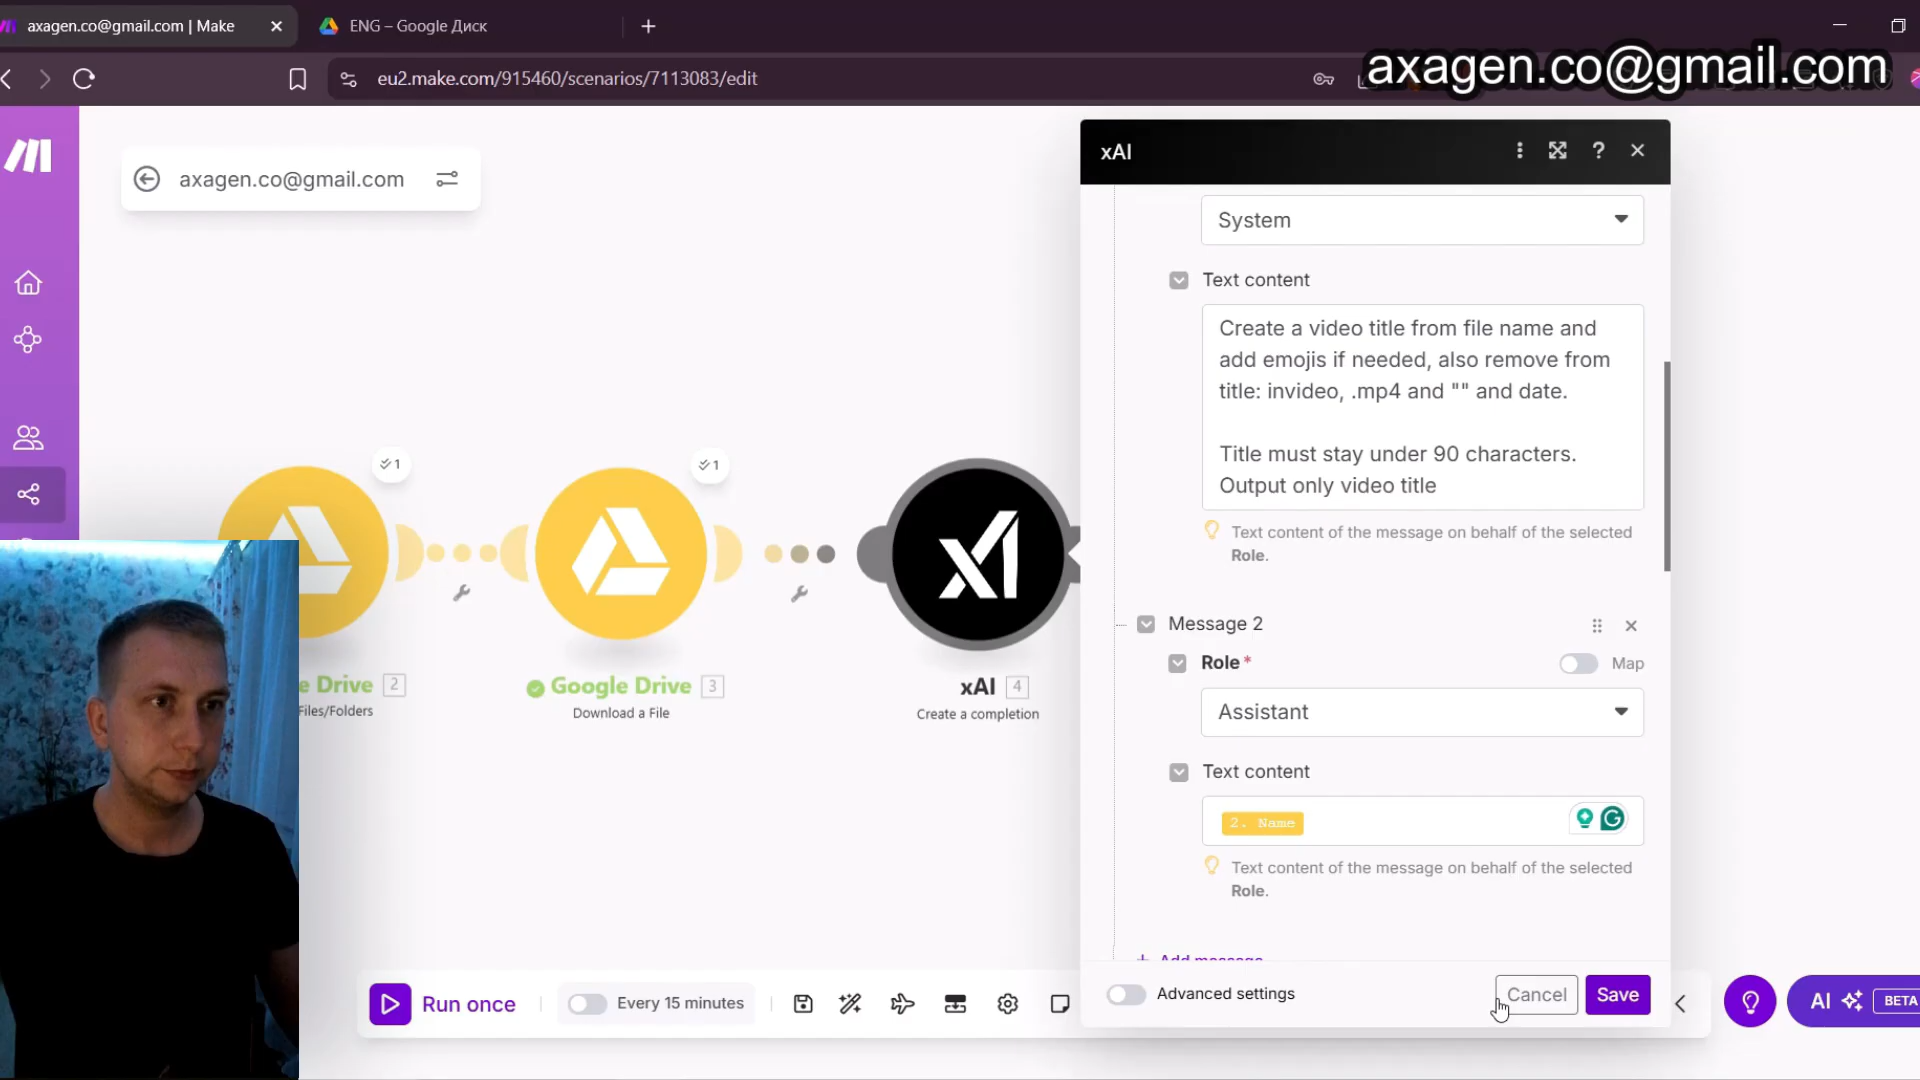 axagen.co@gmail.com | Make
ENG – Google Диск
eu2.make.com/915460/scenarios/7113083/edit
axagen.co@gmail.com
axagen.co@gmail.com
xAI
System
Text content
Create a video title from file name and
add emojis if needed, also remove from
title: invideo, .mp4 and "" and date.
Title must stay under 90 characters.
Output only video title
Text content of the message on behalf of the selected
Role.
Message 2
Role*
Map
Assistant
Text content
2. Name
Text content of the message on behalf of the selected
Role.
Add message
Advanced settings
Cancel
Save
1
1
e Drive 2
Files/Folders
Google Drive 3
Download a File
xAI 4
Create a completion
Run once
Every 15 minutes
AI
BETA